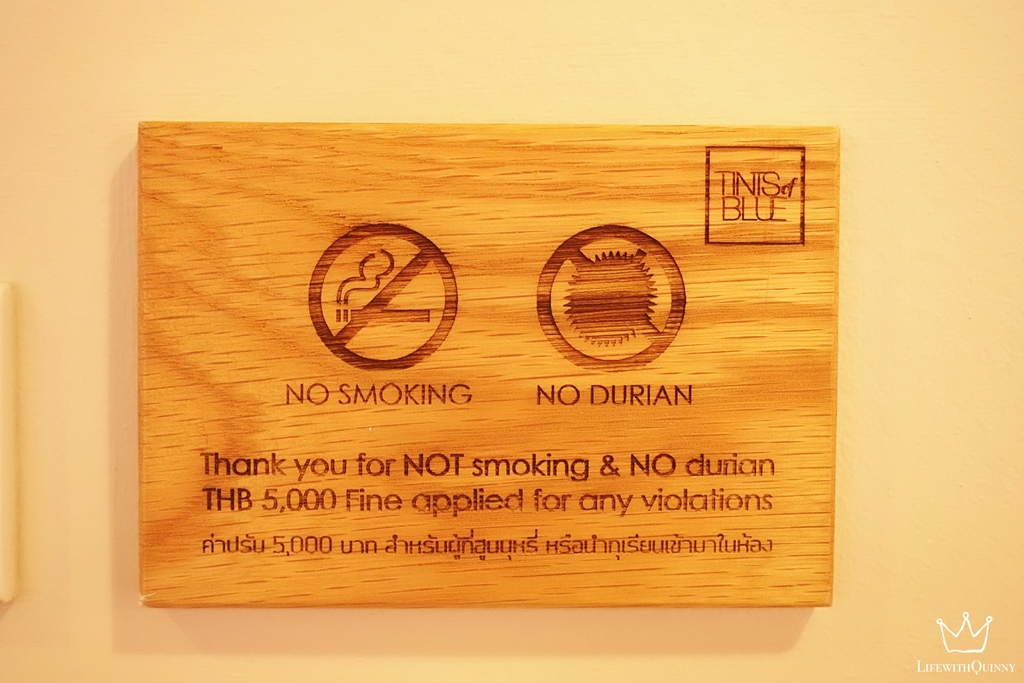 TINTS of
BLUE
NO SMOKING NO DURIAN
Thank you for NOT smoking & NO durian
THB 5,000 Fine applied for any violations
ค่าปรับ 5,000 บาท สำหรับผู้ที่สูบบุหรี่ หรือนำทุเรียนเข้ามาในห้อง
LIFEWITHQUINNY